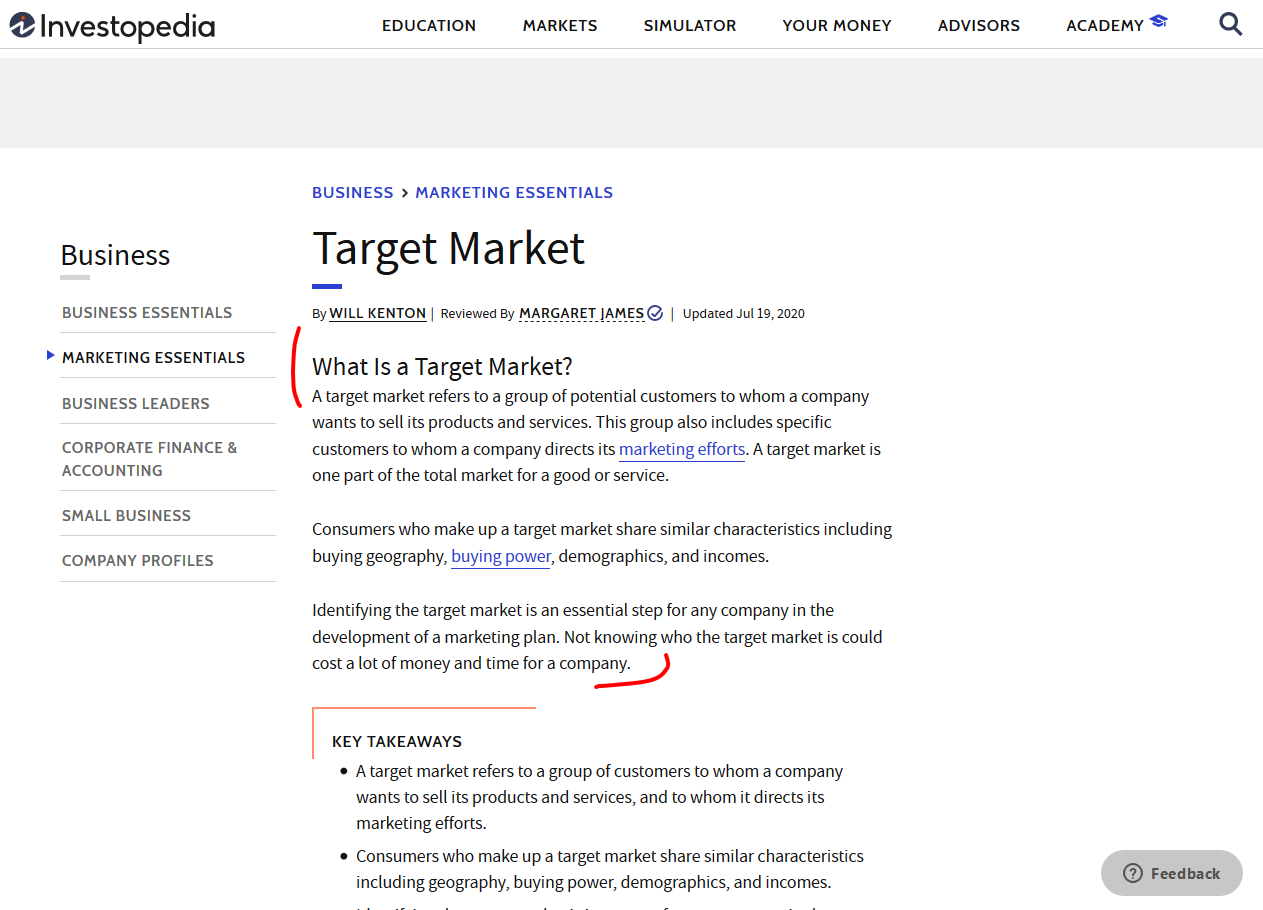 Investopedia
EDUCATION MARKETS SIMULATOR YOUR MONEY ADVISORS ACADEMY
BUSINESS > MARKETING ESSENTIALS
Business
BUSINESS ESSENTIALS
MARKETING ESSENTIALS
BUSINESS LEADERS
CORPORATE FINANCE &
ACCOUNTING
SMALL BUSINESS
COMPANY PROFILES
Target Market
By WILL KENTON | Reviewed By MARGARET JAMES | Updated Jul 19, 2020
What Is a Target Market?
A target market refers to a group of potential customers to whom a company
wants to sell its products and services. This group also includes specific
customers to whom a company directs its marketing efforts. A target market is
one part of the total market for a good or service.
Consumers who make up a target market share similar characteristics including
buying geography, buying power, demographics, and incomes.
Identifying the target market is an essential step for any company in the
development of a marketing plan. Not knowing who the target market is could
cost a lot of money and time for a company.
KEY TAKEAWAYS
• A target market refers to a group of customers to whom a company
wants to sell its products and services, and to whom it directs its
marketing efforts.
• Consumers who make up a target market share similar characteristics
including geography, buying power, demographics, and incomes.
Feedback